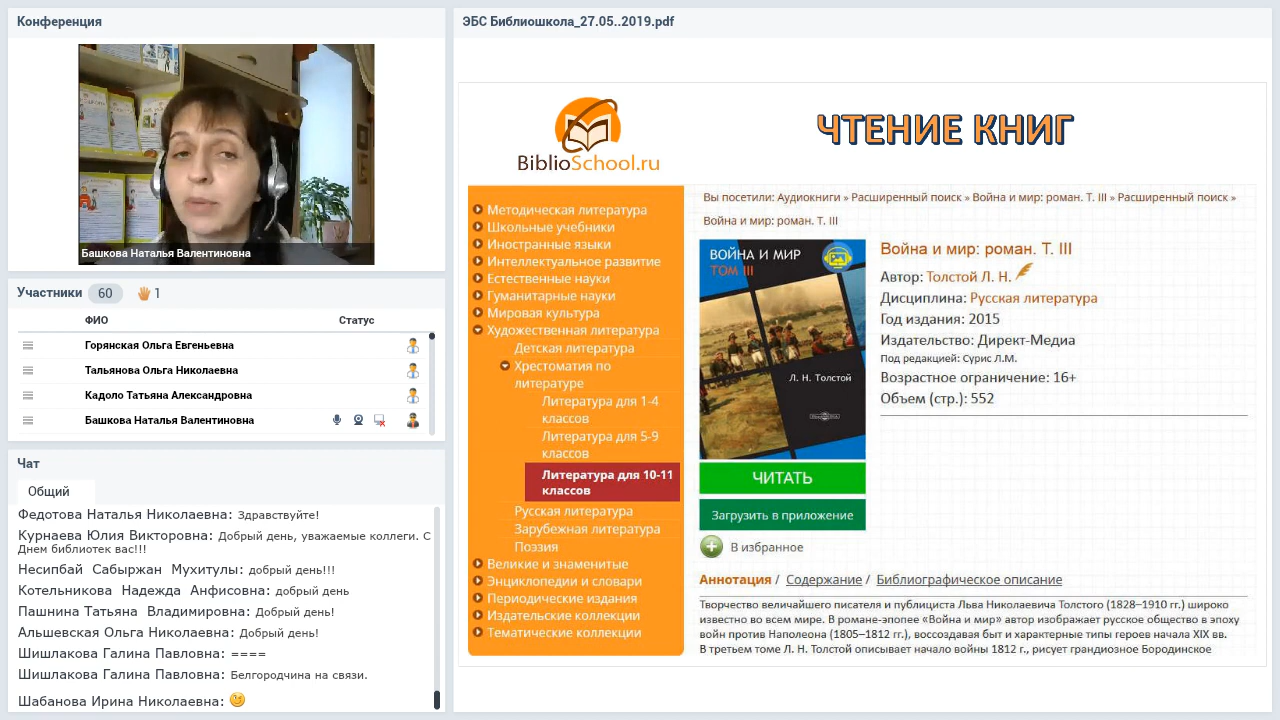 Конференция
Башкова Наталья Валентиновна
Участники 60 1
ФИО Статус
Горянская Ольга Евгеньевна
Тальянова Ольга Николаевна
Кадоло Татьяна Александровна
Башкова Наталья Валентиновна
Чат
Общий
Федотова Наталья Николаевна: Здравствуйте!
Курнаева Юлия Викторовна: Добрый день, уважаемые коллеги. С
Днем библиотек вас!!!
Несипбай Сабыржан Мухитулы: добрый день!!!
Котельникова Надежда Анфисовна: добрый день
Пашнина Татьяна Владимировна: Добрый день!
Альшевская Ольга Николаевна: Добрый день!
Шишлакова Галина Павловна: ====
Шишлакова Галина Павловна: Белгородчина на связи.
Шабанова Ирина Николаевна:
ЭБС Библиошкола_27.05..2019.pdf
BiblioSchool.ru
ЧТЕНИЕ КНИГ
Методическая литература
Школьные учебники
Иностранные языки
Интеллектуальное развитие
Естественные науки
Гуманитарные науки
Мировая культура
Художественная литература
Детская литература
Хрестоматия по
литературе
Литература для 1-4
классов
Литература для 5-9
классов
Литература для 10-11
классов
Русская литература
Зарубежная литература
Поэзия
Великие и знаменитые
Энциклопедии и словари
Периодические издания
Издательские коллекции
Тематические коллекции
Вы посетили: Аудиокниги » Расширенный поиск » Война и мир: роман. Т. III » Расширенный поиск »
Война и мир: роман. Т. III
ВОЙНА И МИР
ТОМ III
Л. Н. Толстой
ЧИТАТЬ
Загрузить в приложение
В избранное
Война и мир: роман. Т. III
Автор: Толстой Л. Н.
Дисциплина: Русская литература
Год издания: 2015
Издательство: Директ-Медиа
Под редакцией: Сурис Л.М.
Возрастное ограничение: 16+
Объем (стр.): 552
Аннотация / Содержание / Библиографическое описание
Творчество величайшего писателя и публициста Льва Николаевича Толстого (1828–1910 гг.) широко
известно во всем мире. В романе-эпопее «Война и мир» автор изображает русское общество в эпоху
войн против Наполеона (1805–1812 гг.), воссоздавая быт и характерные типы героев начала XIX вв.
В третьем томе Л. Н. Толстой описывает начало войны 1812 г., рисует грандиозное Бородинское